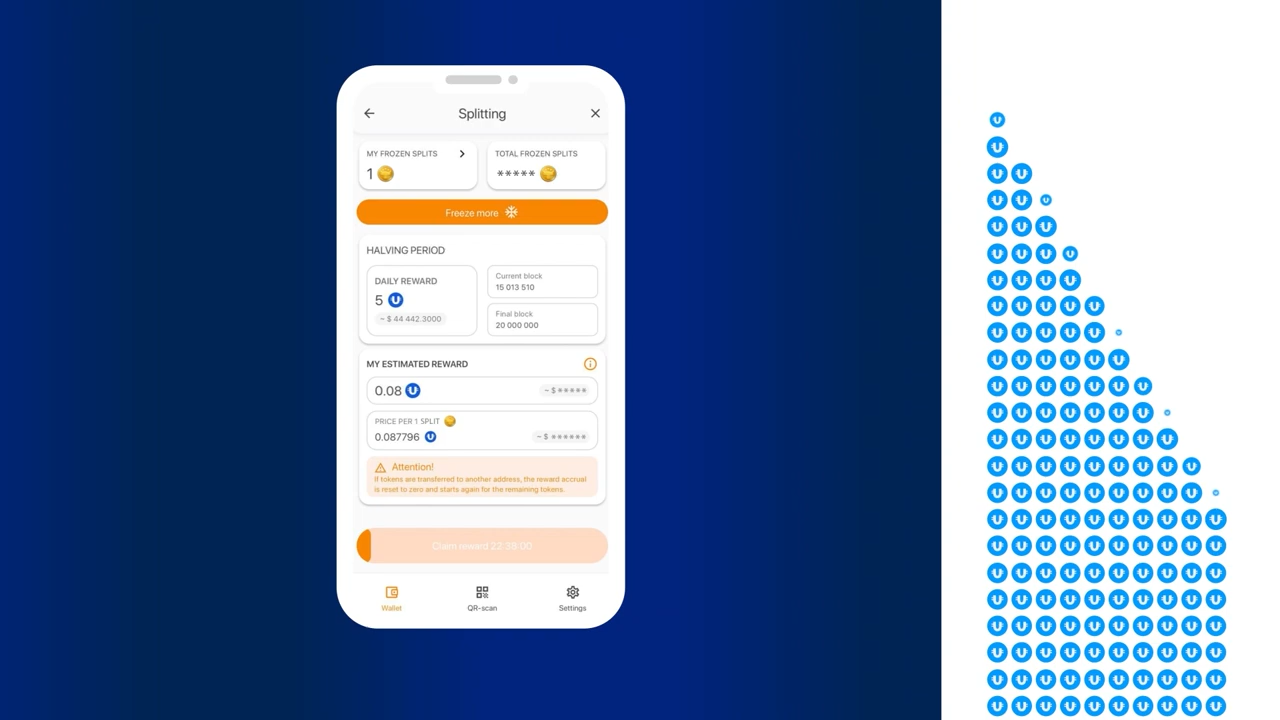 Splitting
MY FROZEN SPLITS
1
TOTAL FROZEN SPLITS
*****
Freeze more
HALVING PERIOD
DAILY REWARD
5
~ $ 44 442.3000
Current block
15 013 510
Final block
20 000 000
MY ESTIMATED REWARD
0.08
~ $ *****
PRICE PER 1 SPLIT
0.087796
~ $ ******
Attention!
If tokens are transferred to another address, the reward accrual
is reset to zero and starts again for the remaining tokens.
Claim reward 22:38:00
Wallet
QR-scan
Settings